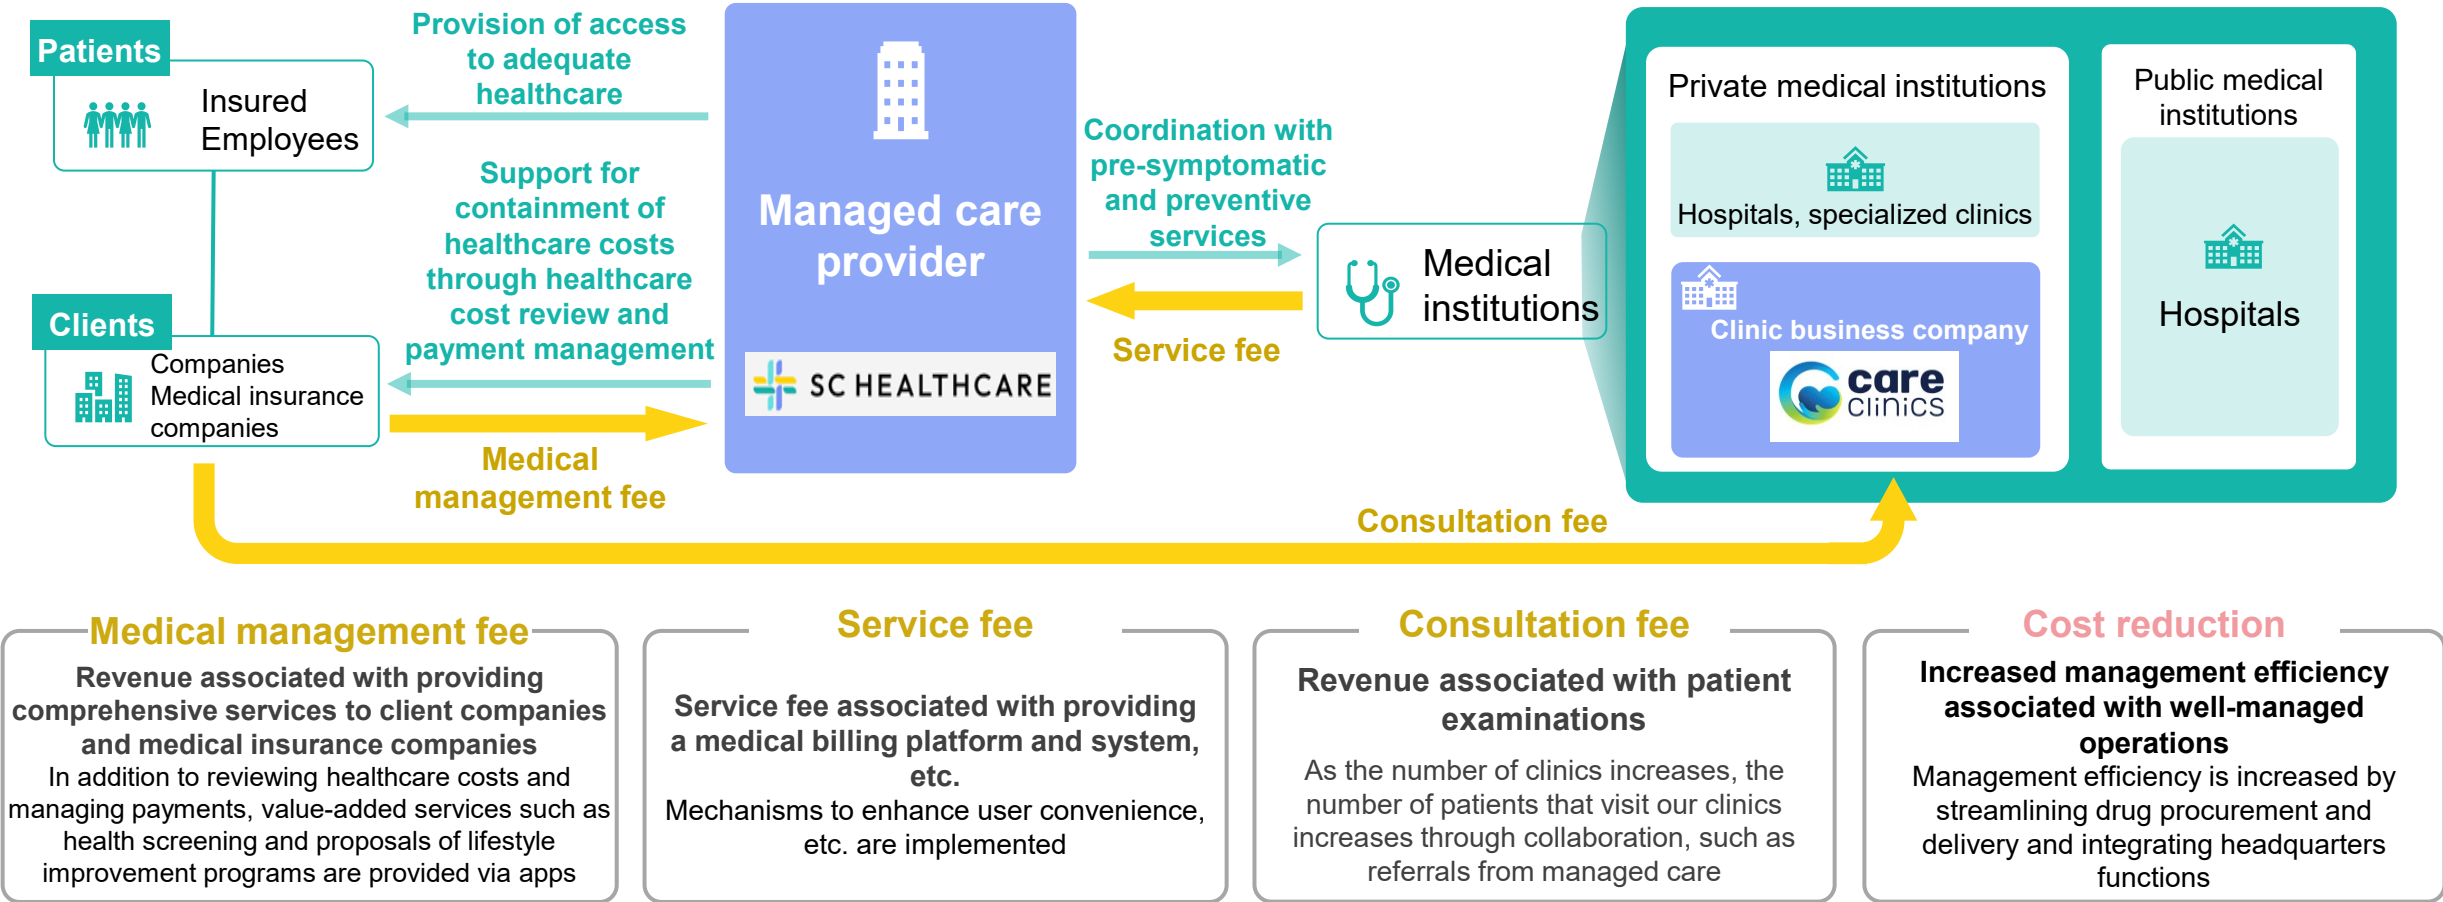 Patients
Insured
Employees
Clients
Companies
Medical insurance
companies
Provision of access
to adequate
healthcare
Support for
containment of
healthcare costs
through healthcare
cost review and
payment management
Medical
management fee
Managed care
provider
SC HEALTHCARE
Coordination with
pre-symptomatic
and preventive
services
Service fee
Medical
institutions
Private medical institutions
Hospitals, specialized clinics
Clinic business company
care
CLINICS
Public medical
institutions
Hospitals
Consultation fee
Medical management fee
Revenue associated with providing
comprehensive services to client companies
and medical insurance companies
In addition to reviewing healthcare costs and
managing payments, value-added services such as
health screening and proposals of lifestyle
improvement programs are provided via apps
Service fee
Service fee associated with providing
a medical billing platform and system,
etc.
Mechanisms to enhance user convenience,
etc. are implemented
Consultation fee
Revenue associated with patient
examinations
As the number of clinics increases, the
number of patients that visit our clinics
increases through collaboration, such as
referrals from managed care
Cost reduction
Increased management efficiency
associated with well-managed
operations
Management efficiency is increased by
streamlining drug procurement and
delivery and integrating headquarters
functions